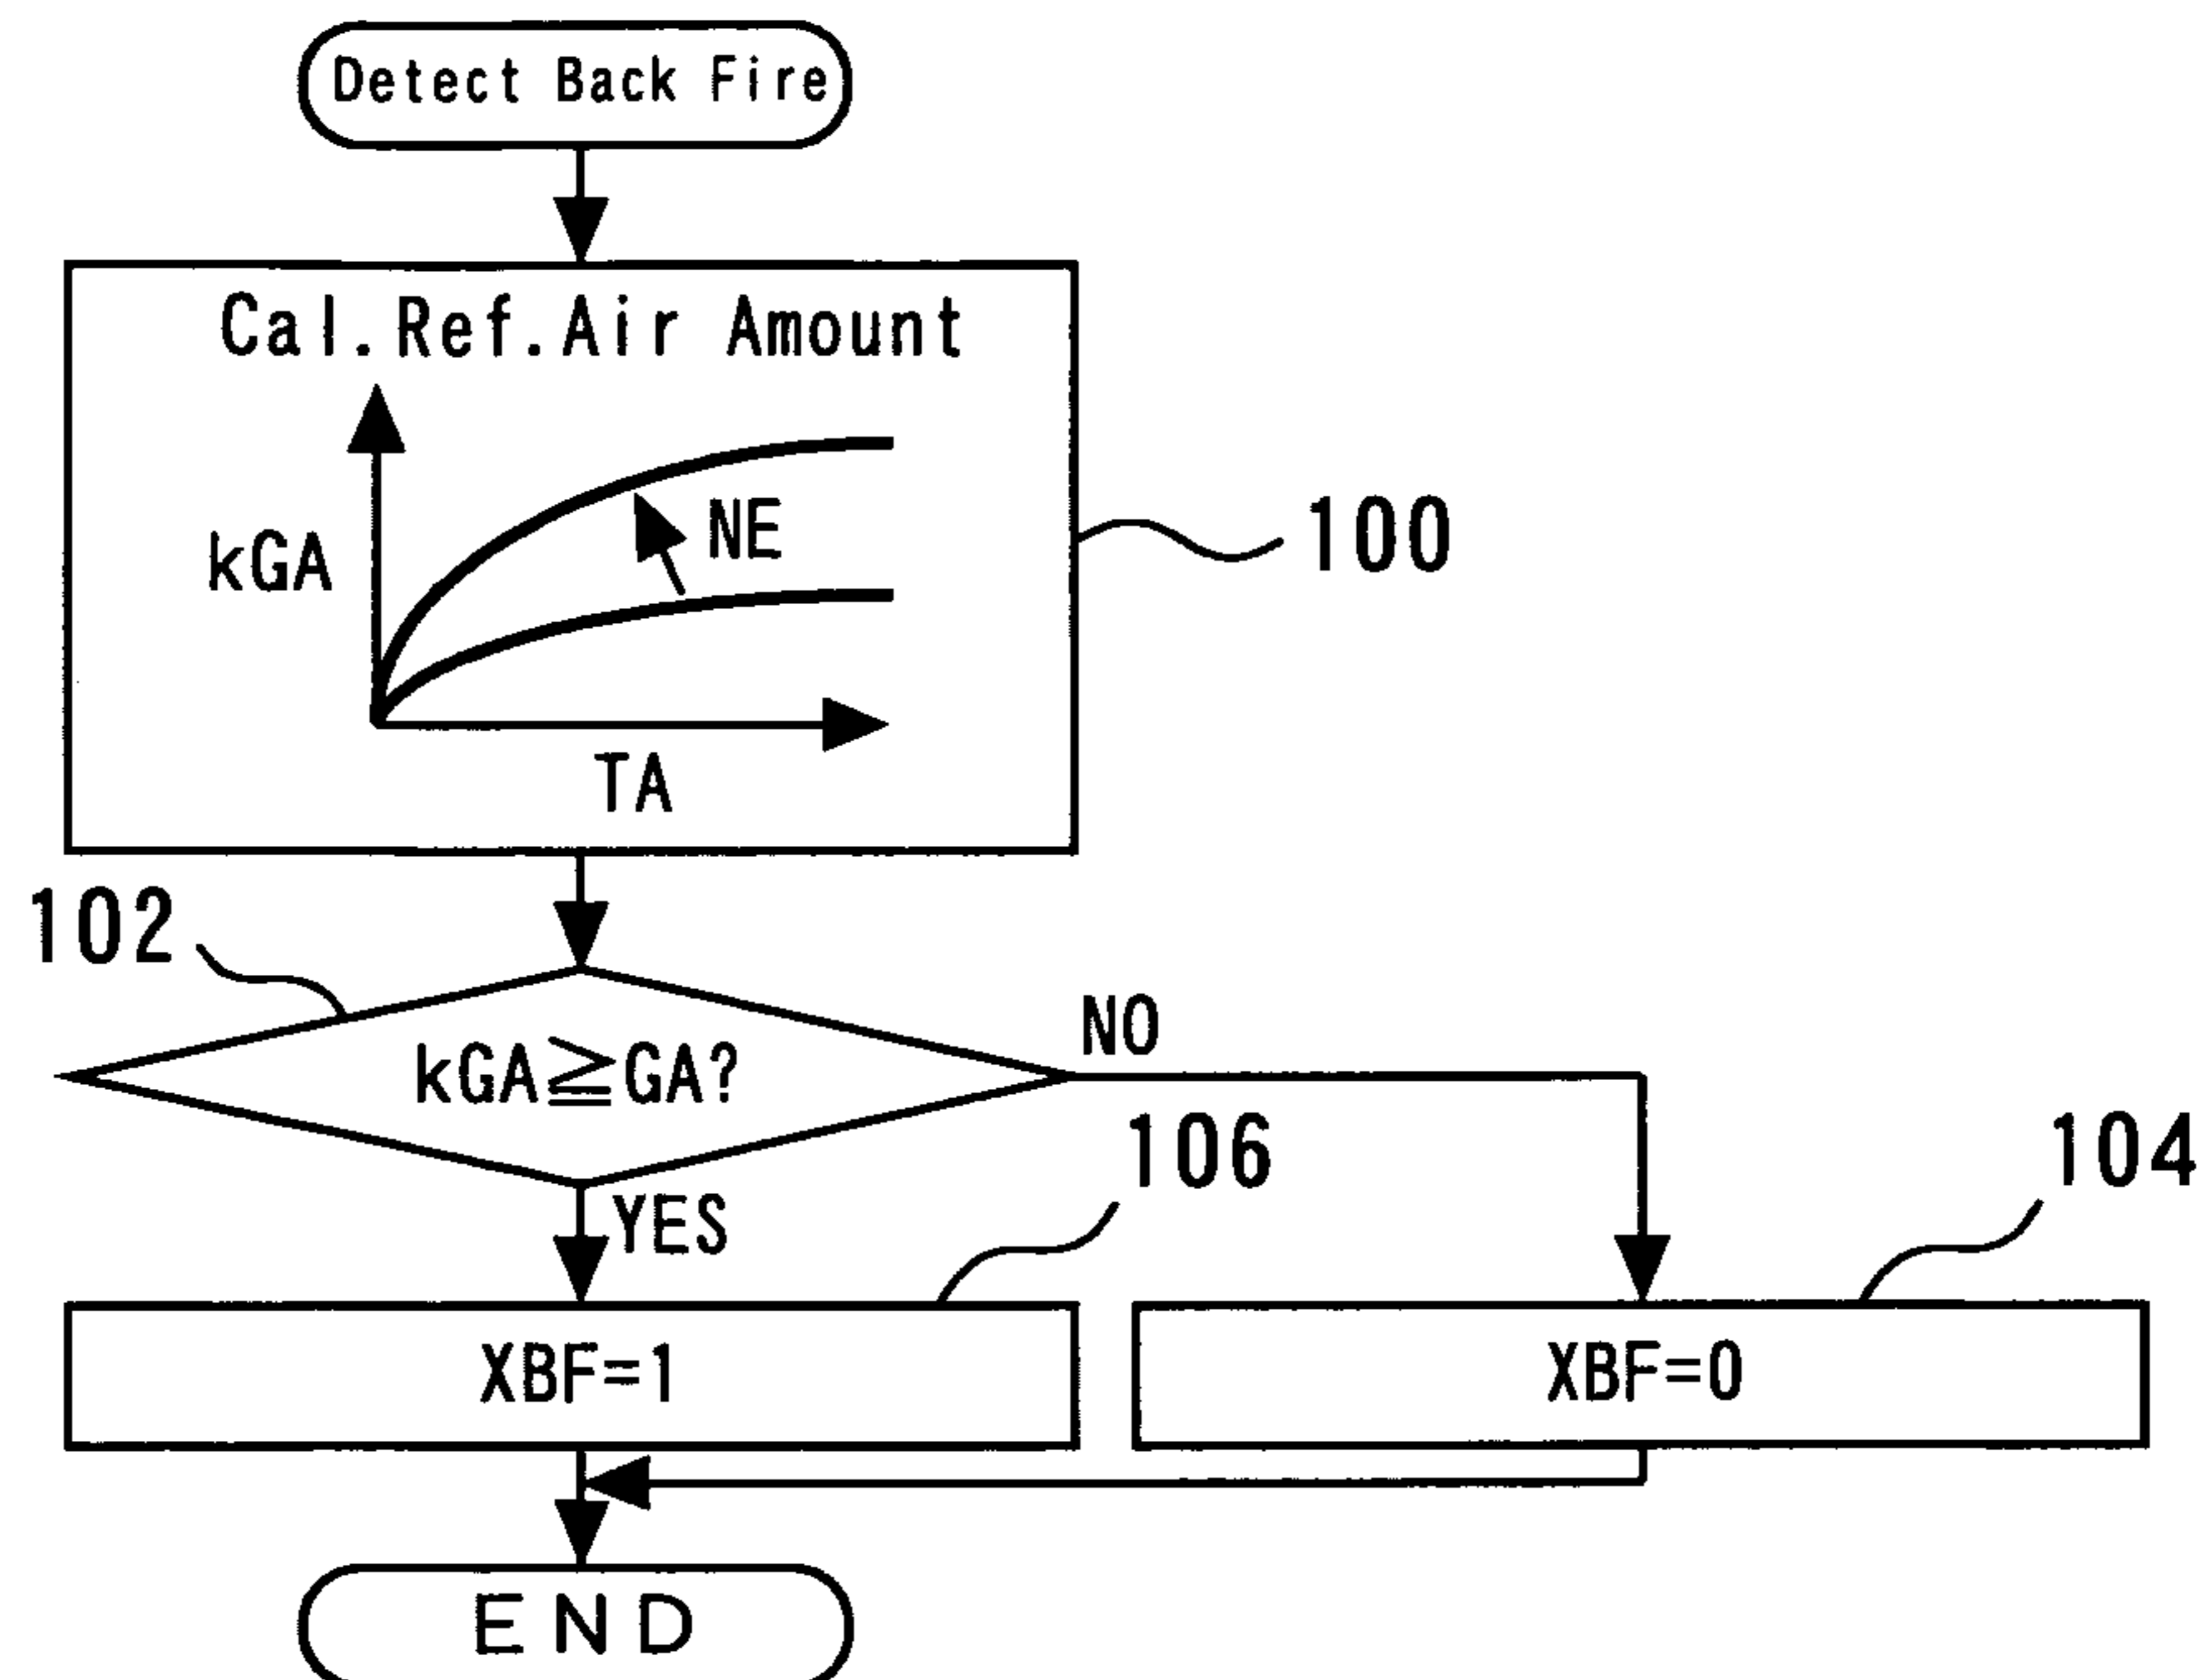 Detect Back Fire
Cal.Ref.Air Amount
NE
kGA
100
TA
102
NO
kGA≧GA?
106
104
YES
XBF=1
XBF=0
END